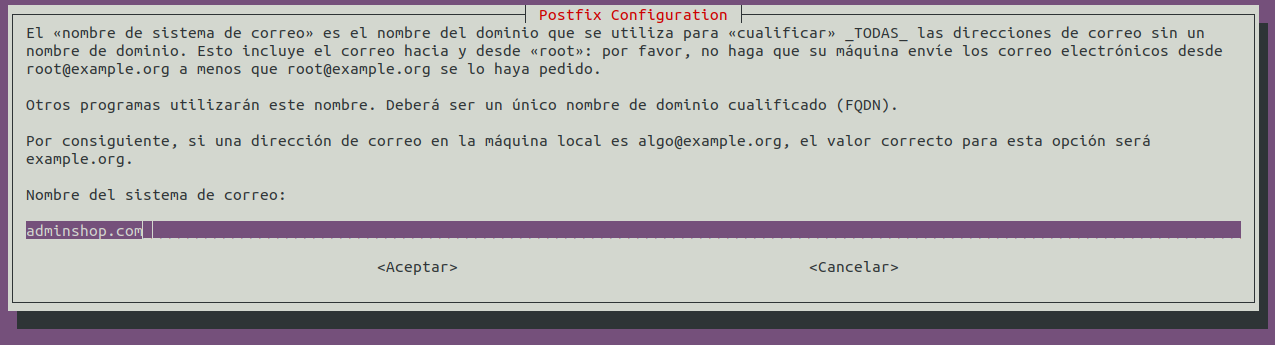 Postfix Configuration
El «nombre de sistema de correo» es el nombre del dominio que se utiliza para «cualificar» _TODAS_ las direcciones de correo sin un
nombre de dominio. Esto incluye el correo hacia y desde «root»: por favor, no haga que su máquina envíe los correo electrónicos desde
root@example.org a menos que root@example.org se lo haya pedido.
Otros programas utilizarán este nombre. Deberá ser un único nombre de dominio cualificado (FQDN).
Por consiguiente, si una dirección de correo en la máquina local es algo@example.org, el valor correcto para esta opción será
example.org.
Nombre del sistema de correo:
adminshop.com
<Aceptar> <Cancelar>